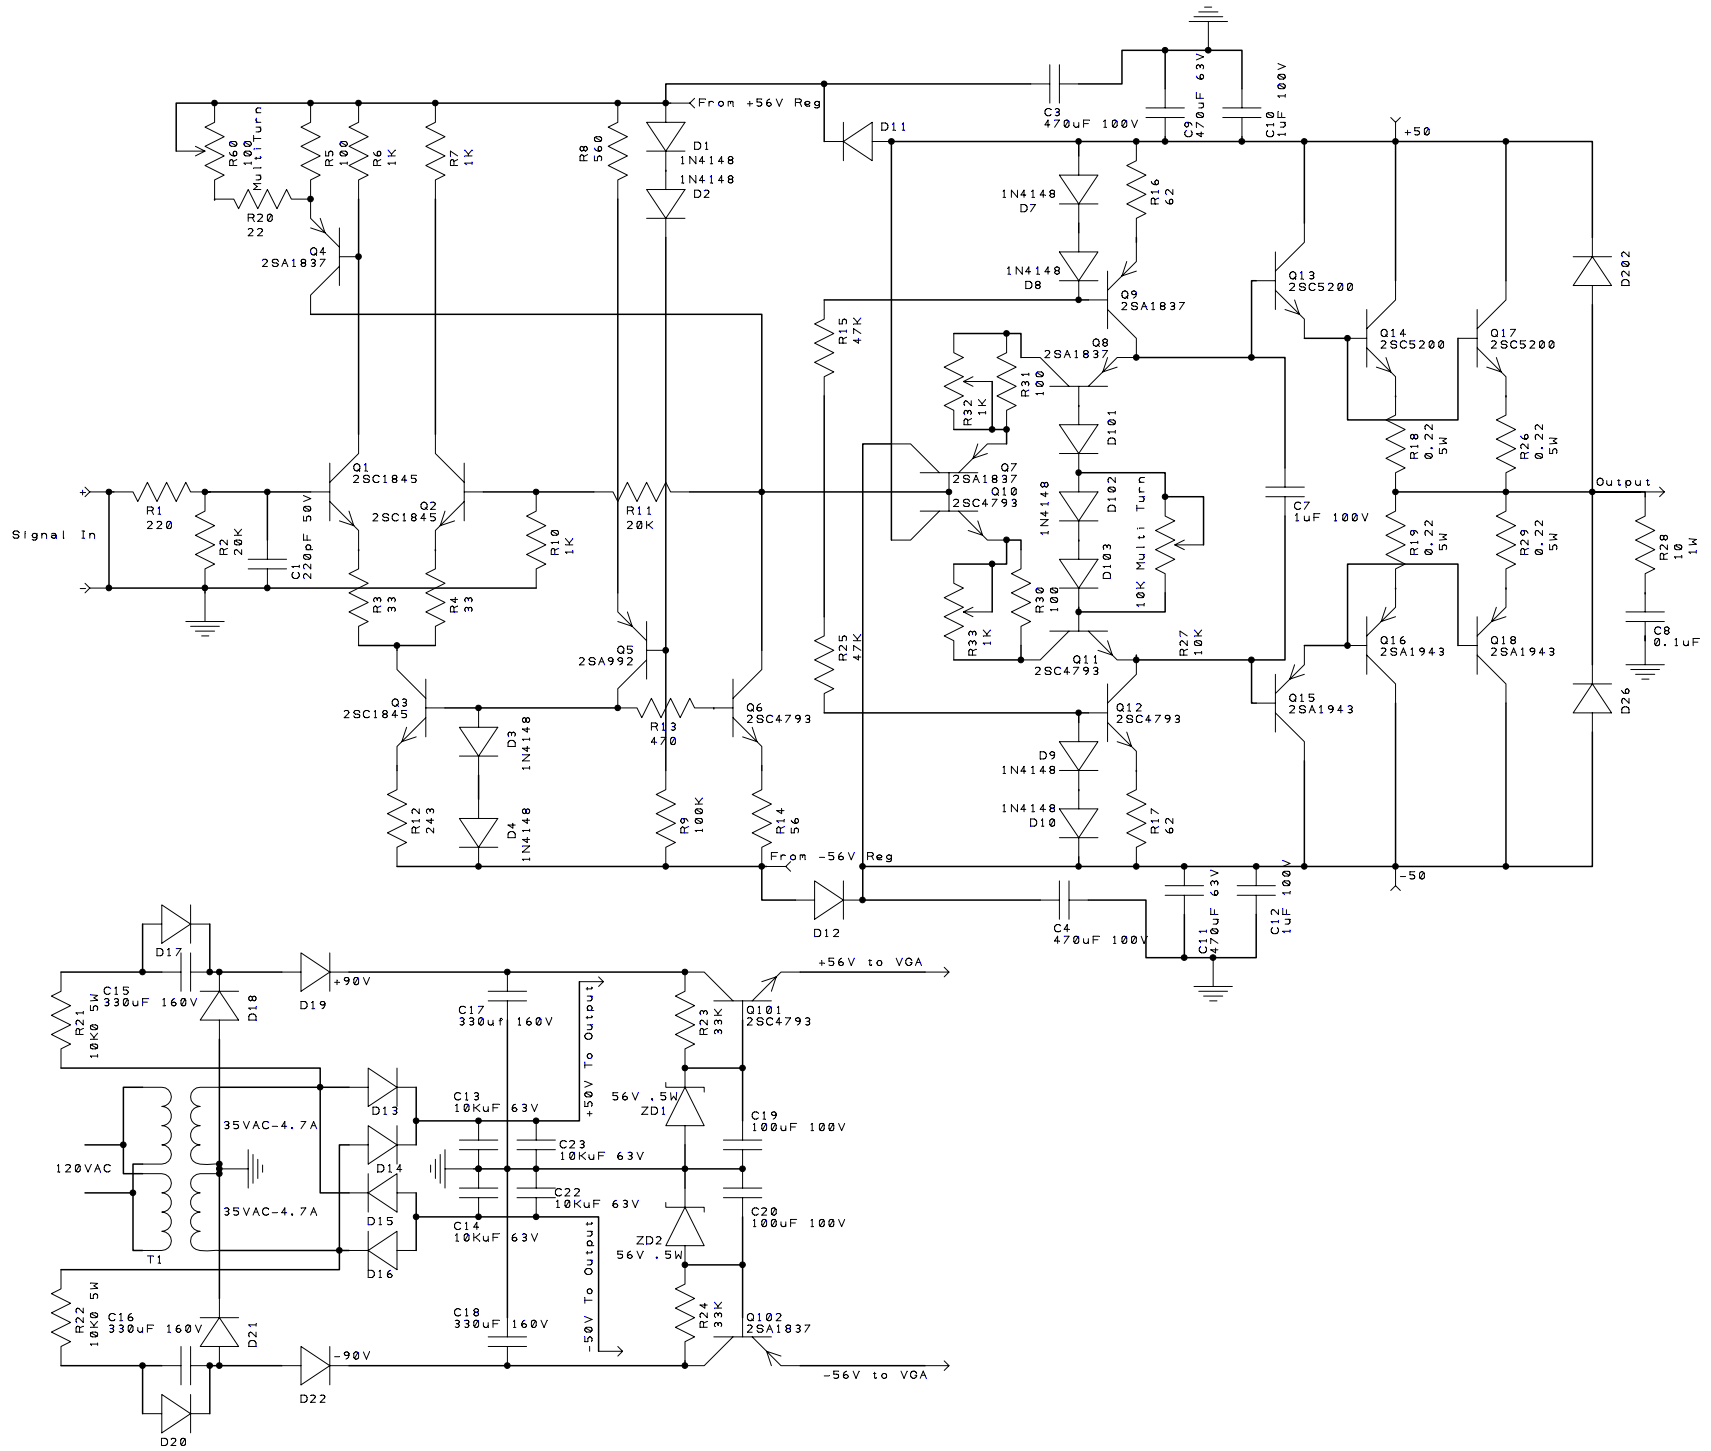 From +56V Reg
R60
100
MultiTurn
R5
100
R6
1K
R7
1K
R8
560
D1
1N4148
1N4148
D2
R20
22
Q4
2SA1837
C3
470uF 100V
C9
470uF 63V
C10
1uF 100V
D11
+50
1N4148
D7
R16
62
1N4148
D8
Q9
2SA1837
Q13
2SC5200
D202
R15
47K
Q8
2SA1837
Q14
2SC5200
Q17
2SC5200
R32
1K
R31
100
D101
R18
0.22
5W
R26
0.22
5W
Q1
2SC1845
Q2
2SC1845
Q7
2SA1837
Q10
2SC4793
D102
1N4148
10K Multi Turn
C7
1uF 100V
Output
+
R1
220
Signal In
R2
20K
C1
220pF 50V
R11
20K
R10
1K
-
R3
33
R4
33
D103
R19
0.22
5W
R29
0.22
5W
R28
10
1W
R33
1K
R30
100
R25
47K
Q5
2SA992
Q11
2SC4793
R27
10K
Q16
2SA1943
Q18
2SA1943
C8
0.1uF
Q3
2SC1845
R13
470
Q6
2SC4793
Q12
2SC4793
Q15
2SA1943
D26
D3
1N4148
D9
1N4148
R12
243
D4
1N4148
R9
100K
R14
56
1N4148
D10
R17
62
From -56V Reg
-50
D12
C4
470uF 100V
C11
470uF 63V
C12
1uF 100V
D17
C15
330uF 160V
D18
D19
+90V
+56V to VGA
R21
10K0 5W
C17
330uf 160V
+50V To Output
R23
33K
Q101
2SC4793
D13
C13
10KuF 63V
56V .5W
ZD1
C19
100uF 100V
35VAC-4.7A
120VAC
D14
C23
10KuF 63V
35VAC-4.7A
D15
C22
10KuF 63V
C14
10KuF 63V
C20
100uF 100V
ZD2
56V .5W
T1
D16
-50V To Output
R22
10K0 5W
C16
330uF 160V
D21
C18
330uF 160V
R24
33K
Q102
2SA1837
-90V
D22
-56V to VGA
D20